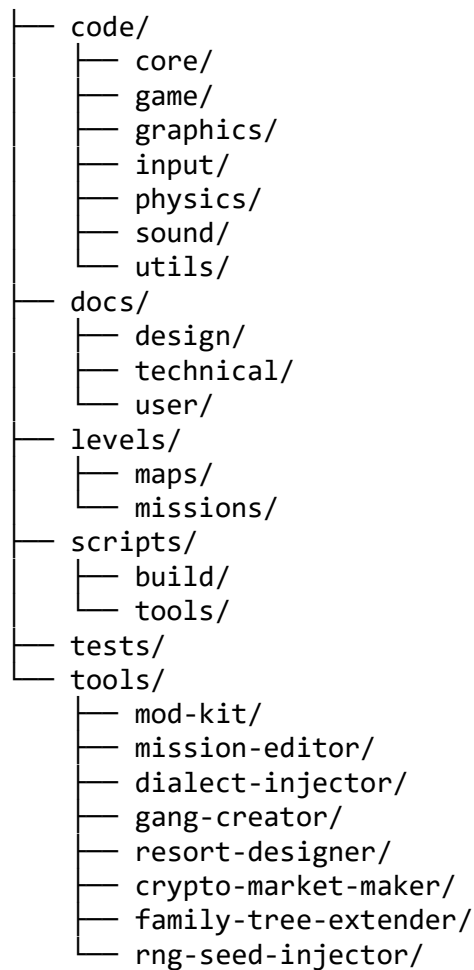 ├── code/
│   ├── core/
│   ├── game/
│   ├── graphics/
│   ├── input/
│   ├── physics/
│   ├── sound/
│   └── utils/
├── docs/
│   ├── design/
│   ├── technical/
│   └── user/
├── levels/
│   ├── maps/
│   └── missions/
├── scripts/
│   ├── build/
│   └── tools/
├── tests/
└── tools/
    ├── mod-kit/
    ├── mission-editor/
    ├── dialect-injector/
    ├── gang-creator/
    ├── resort-designer/
    ├── crypto-market-maker/
    ├── family-tree-extender/
    └── rng-seed-injector/